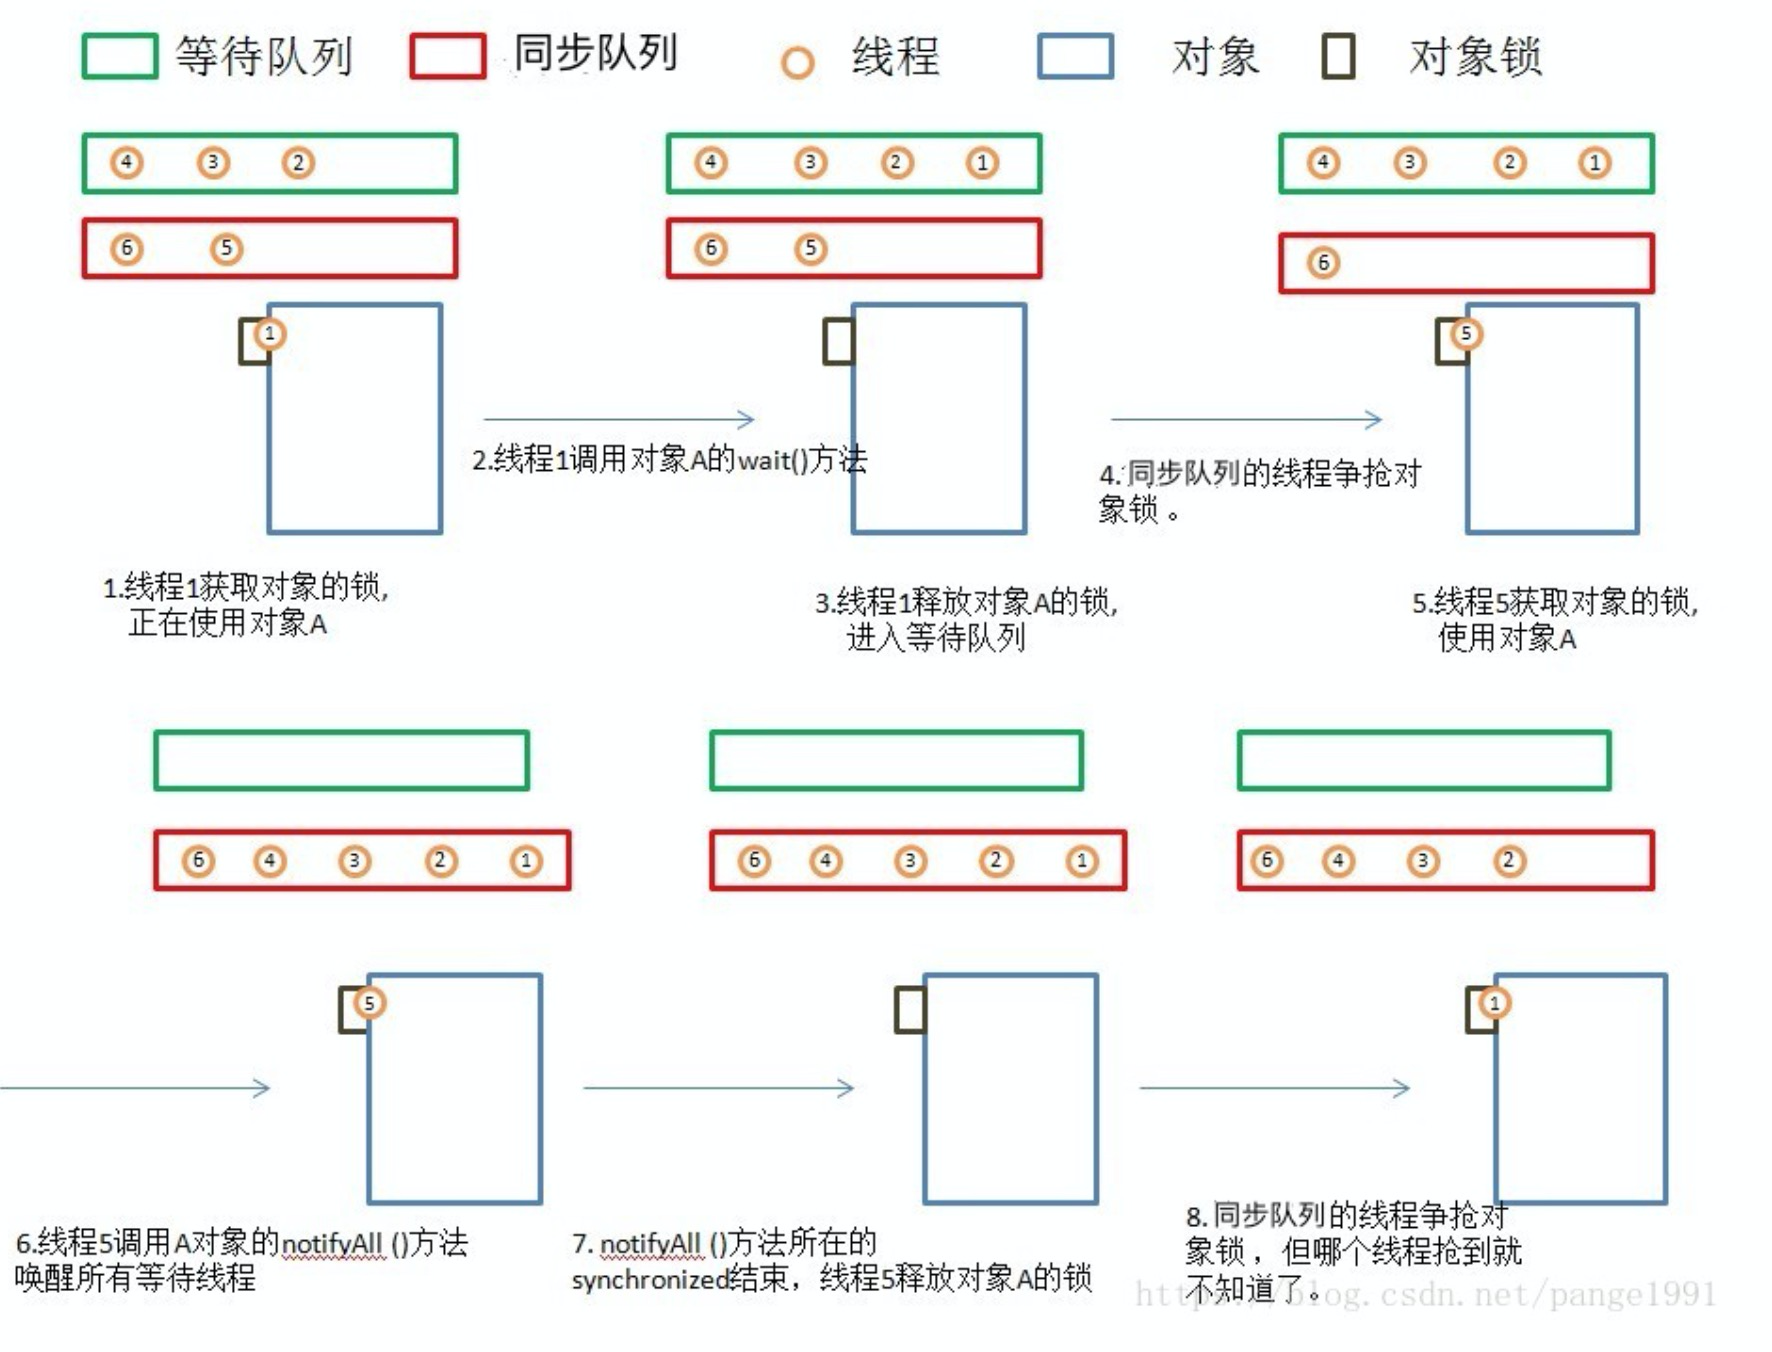 等待队列 同步队列 线程 对象 对象锁
4 3 2
4 3 2 1
4 3 2 1
6 5
6 5
6
1
5
2.线程1调用对象A的wait()方法
4.同步队列的线程争抢对
象锁。
1.线程1获取对象的锁,
正在使用对象A
3.线程1释放对象A的锁,
进入等待队列
5.线程5获取对象的锁,
使用对象A
6 4 3 2 1
6 4 3 2 1
6 4 3 2
5
1
6.线程5调用A对象的notifyAll ()方法
唤醒所有等待线程
7. notifyAll ()方法所在的
synchronized结束，线程5释放对象A的锁
8.同步队列的线程争抢对
象锁，但哪个线程抢到就
不知道了。
https://blog.csdn.net/pange1991